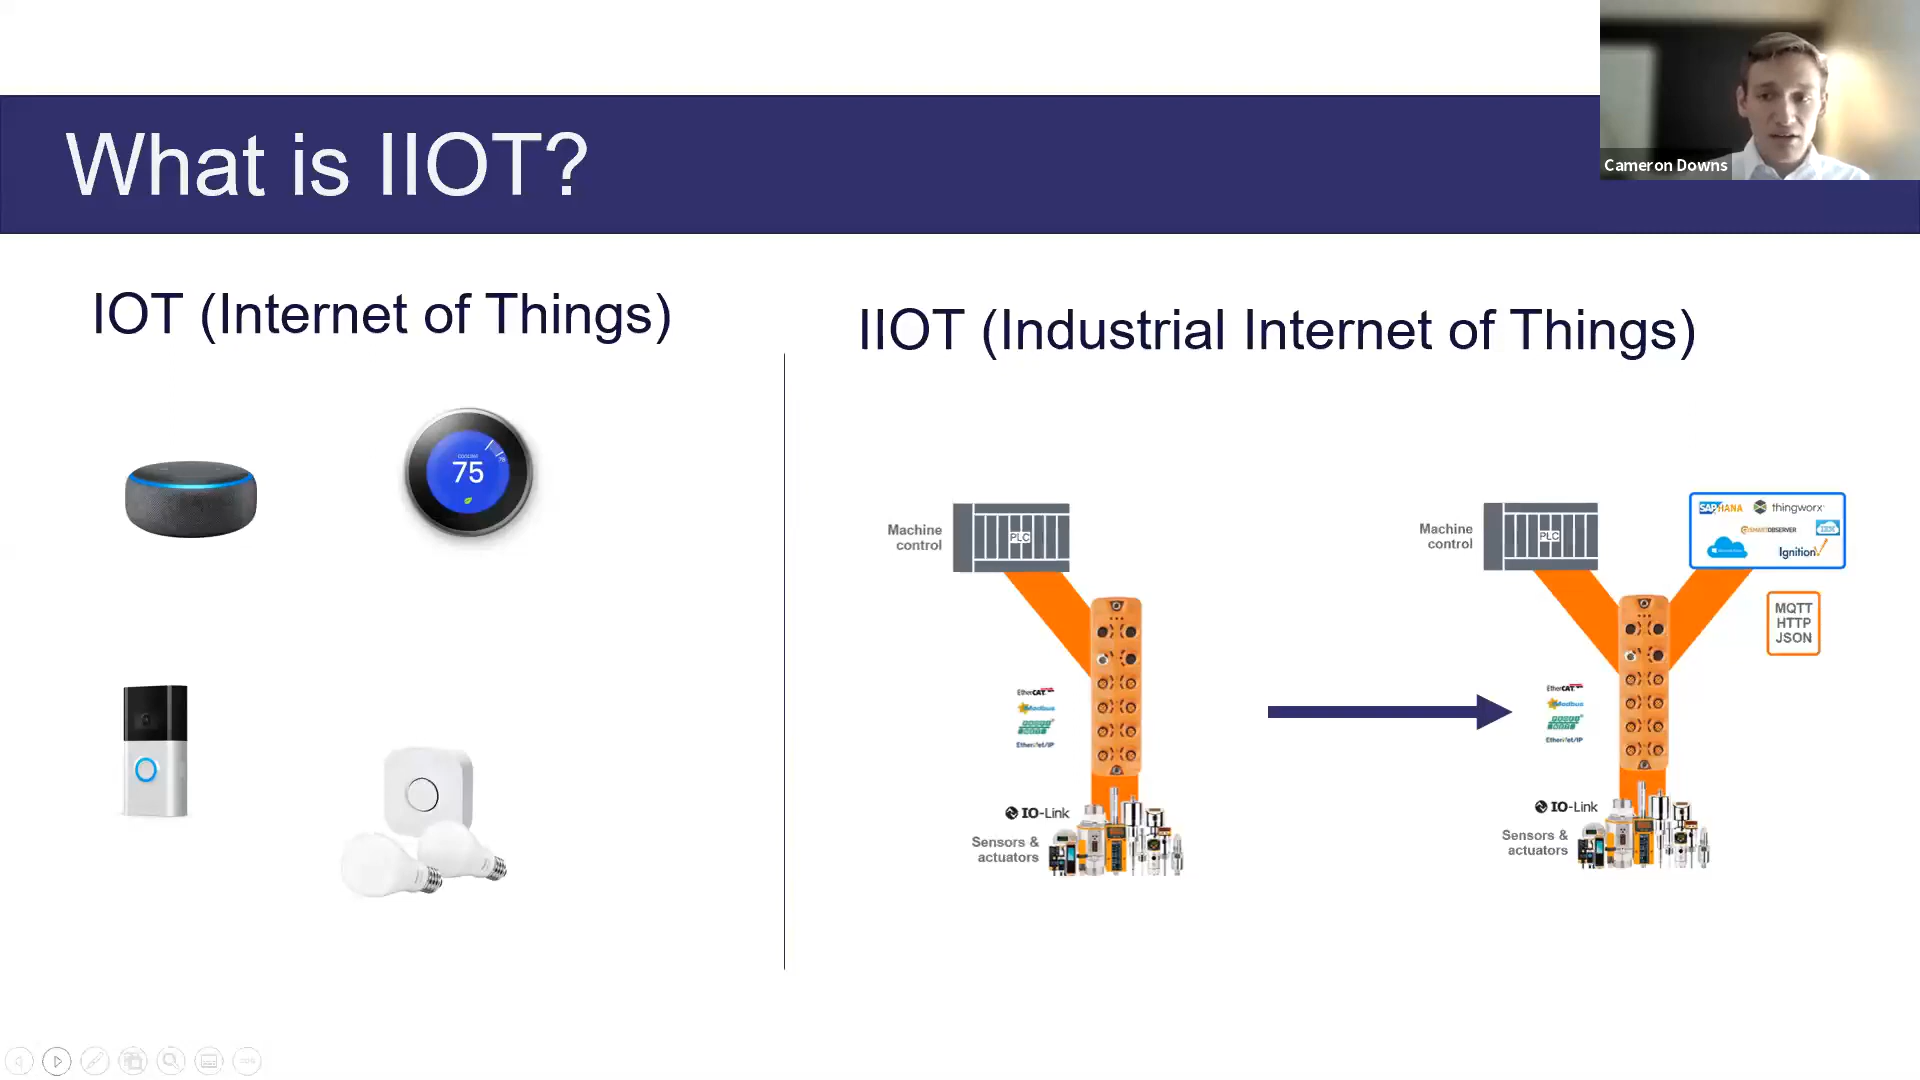 What is IIOT?
Cameron Downs
IOT (Internet of Things)
75
IIOT (Industrial Internet of Things)
Machine
control
PLC
EtherCAT
Modbus
EtherNet/IP
IO-Link
Sensors &
actuators
Machine
control
PLC
SAP HANA
thingworx
SMARTOBSERVER
Ignition
MQTT
HTTP
JSON
EtherCAT
Modbus
EtherNet/IP
IO-Link
Sensors &
actuators